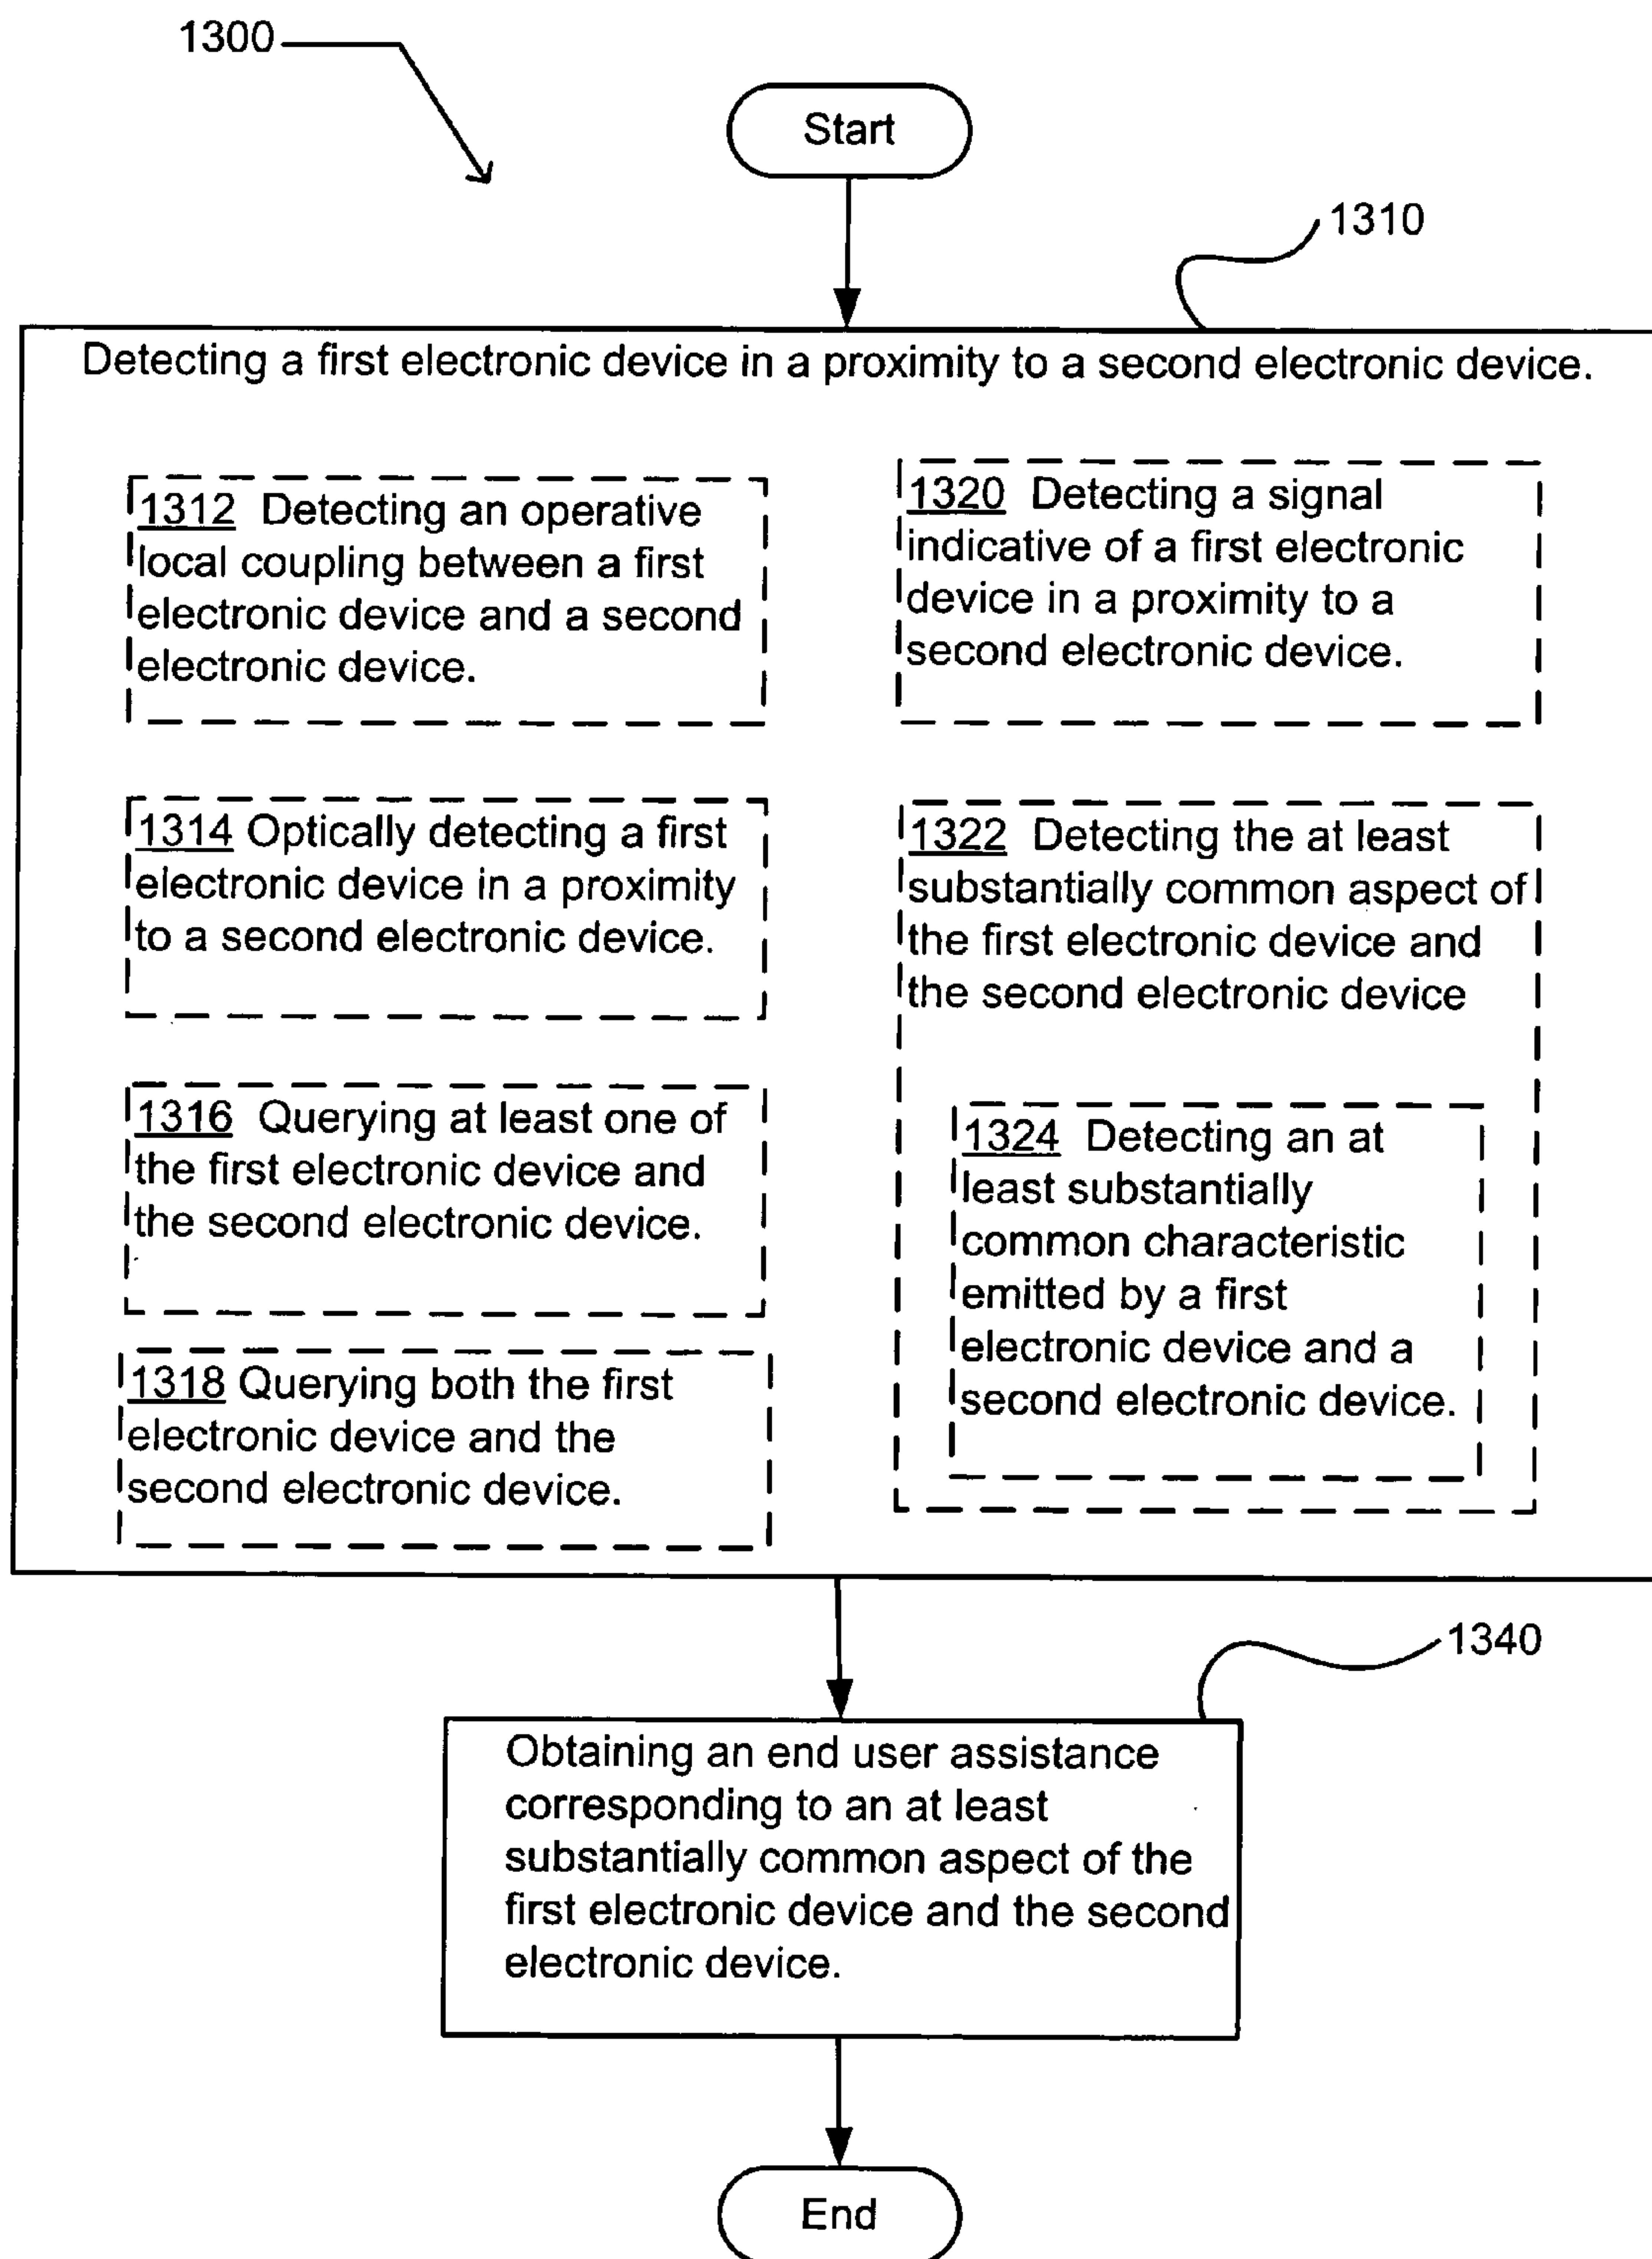 1300
Start
1310
Detecting a first electronic device in a proximity to a second electronic device.
1312 Detecting an operative
local coupling between a first
electronic device and a second
electronic device.
1314 Optically detecting a first
electronic device in a proximity
to a second electronic device.
1316 Querying at least one of
the first electronic device and
the second electronic device.
1318 Querying both the first
electronic device and the
second electronic device.
1320 Detecting a signal
indicative of a first electronic
device in a proximity to a
second electronic device.
1322 Detecting the at least
substantially common aspect of
the first electronic device and
the second electronic device
1324 Detecting an at
least substantially
common characteristic
emitted by a first
electronic device and a
second electronic device.
1340
Obtaining an end user assistance
corresponding to an at least
substantially common aspect of the
first electronic device and the second
electronic device.
End